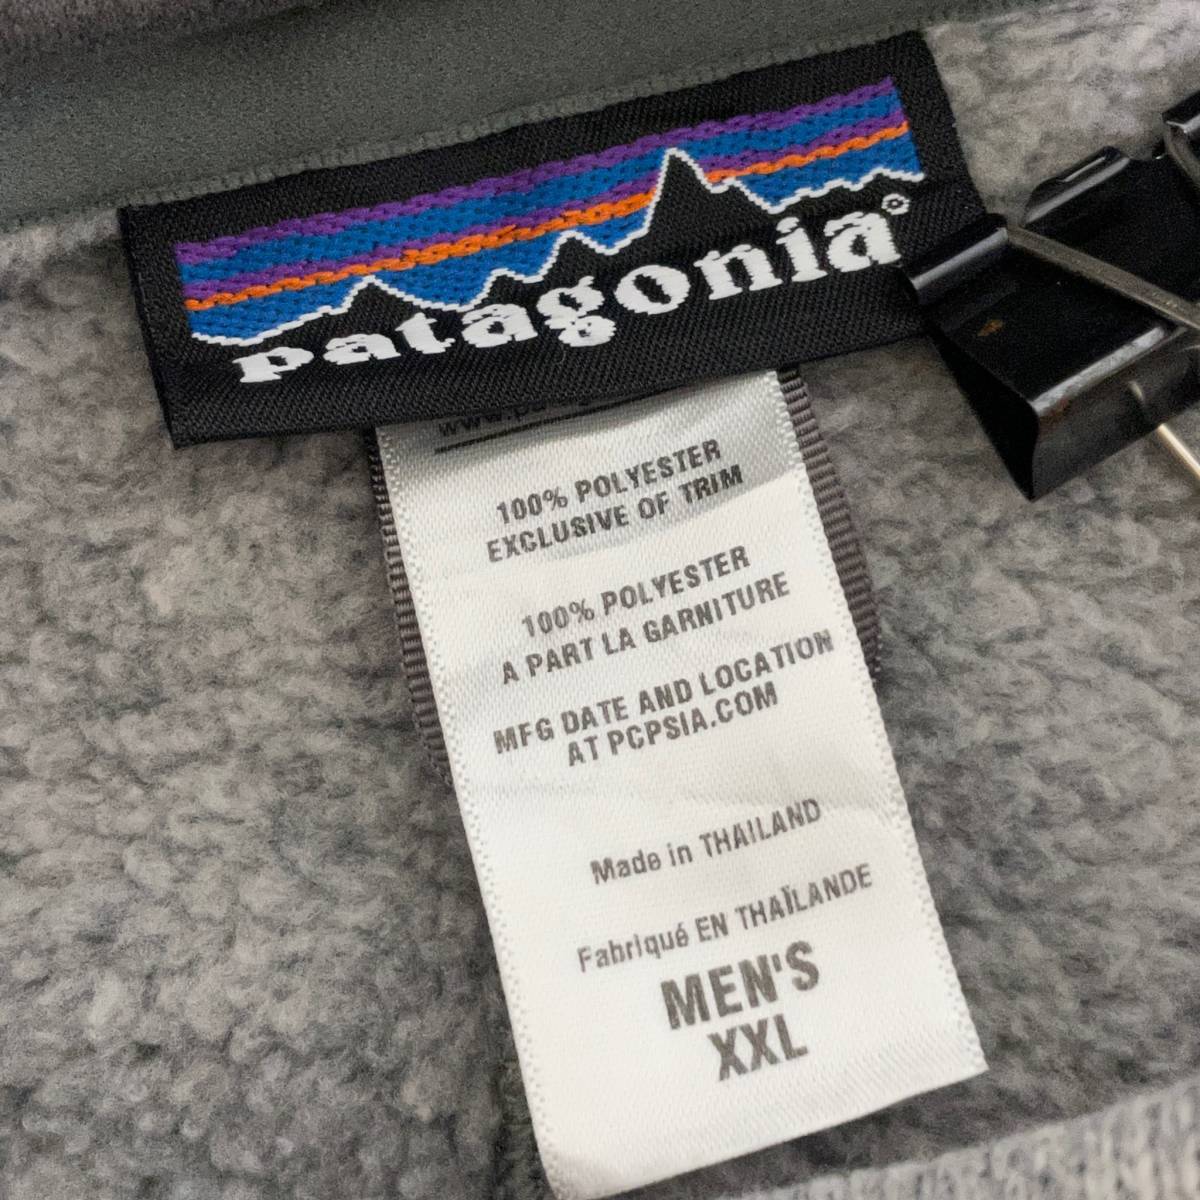 patagonia
100% POLYESTER
EXCLUSIVE OF TRIM
100% POLYESTER
A PART LA GARNITURE
MFG DATE AND LOCATION
AT PCPSIA.COM
Made in THAILAND
Fabriqué EN THAÏLANDE
MEN'S
XXL